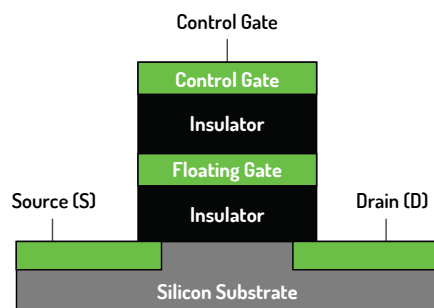 Control Gate
Control Gate
Insulator
Floating Gate
Source (S)
Insulator
Drain (D)
Silicon Substrate